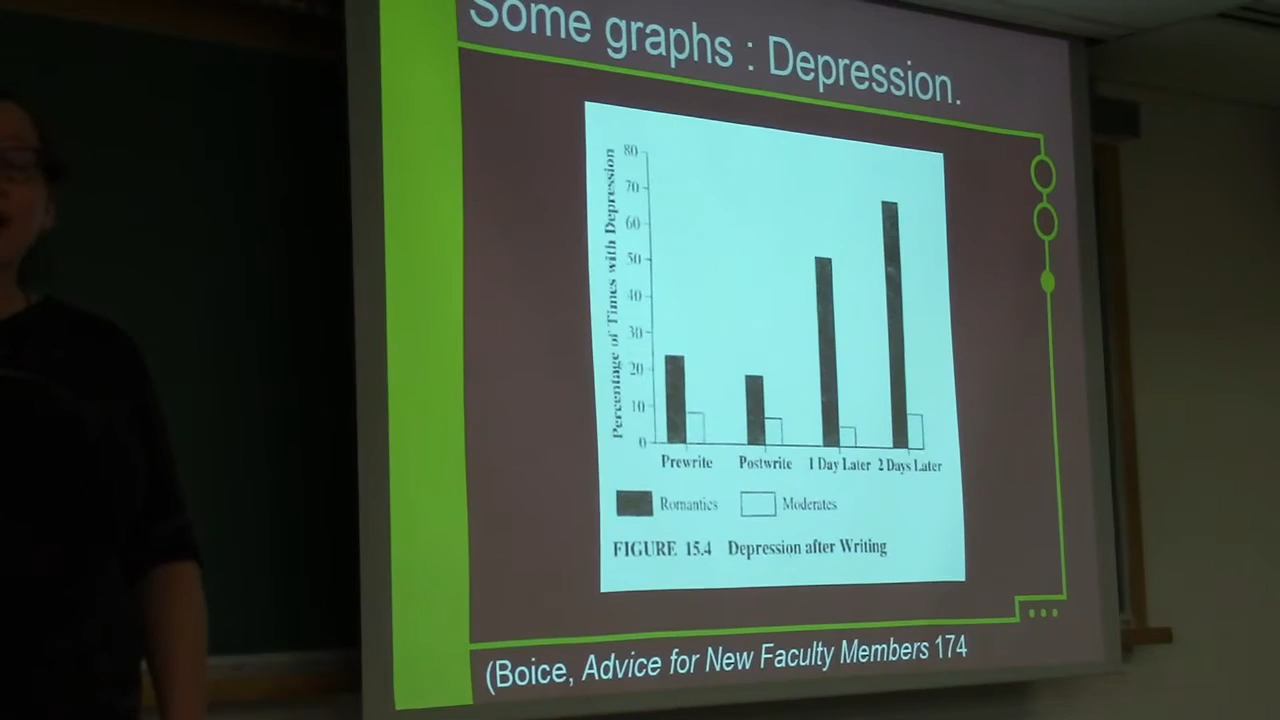 Some graphs : Depression.
Percentage of Times with Depression
80
70
60
50
40
30
20
10
0
Prewrite Postwrite 1 Day Later 2 Days Later
Romantics Moderates
FIGURE 15.4 Depression after Writing
(Boice, Advice for New Faculty Members 174